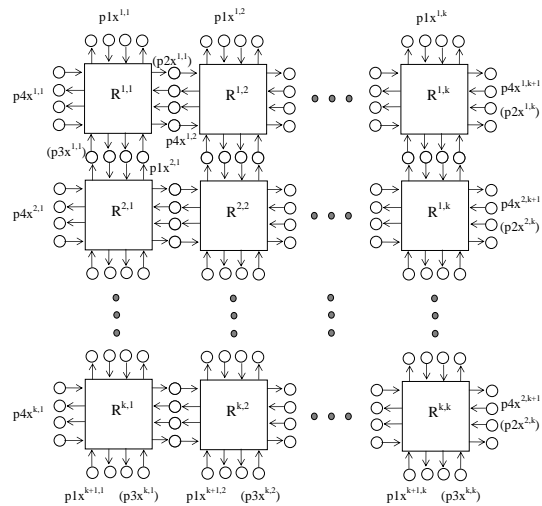 p1x^1,1 p1x^1,2 p1x^1,k
(p2x^1,1)
p4x^1,1 R^1,1 R^1,2 R^1,k p4x^1,k+1
(p2x^1,k)
p4x^1,2
(p3x^1,1)
p1x^2,1
p4x^2,1 R^2,1 R^2,2 R^1,k p4x^2,k+1
(p2x^2,k)
p4x^k,1 R^k,1 R^k,2 R^k,k p4x^2,k+1
(p2x^2,k)
p1x^k+1,1 (p3x^k,1) p1x^k+1,2 (p3x^k,2) p1x^k+1,k (p3x^k,k)